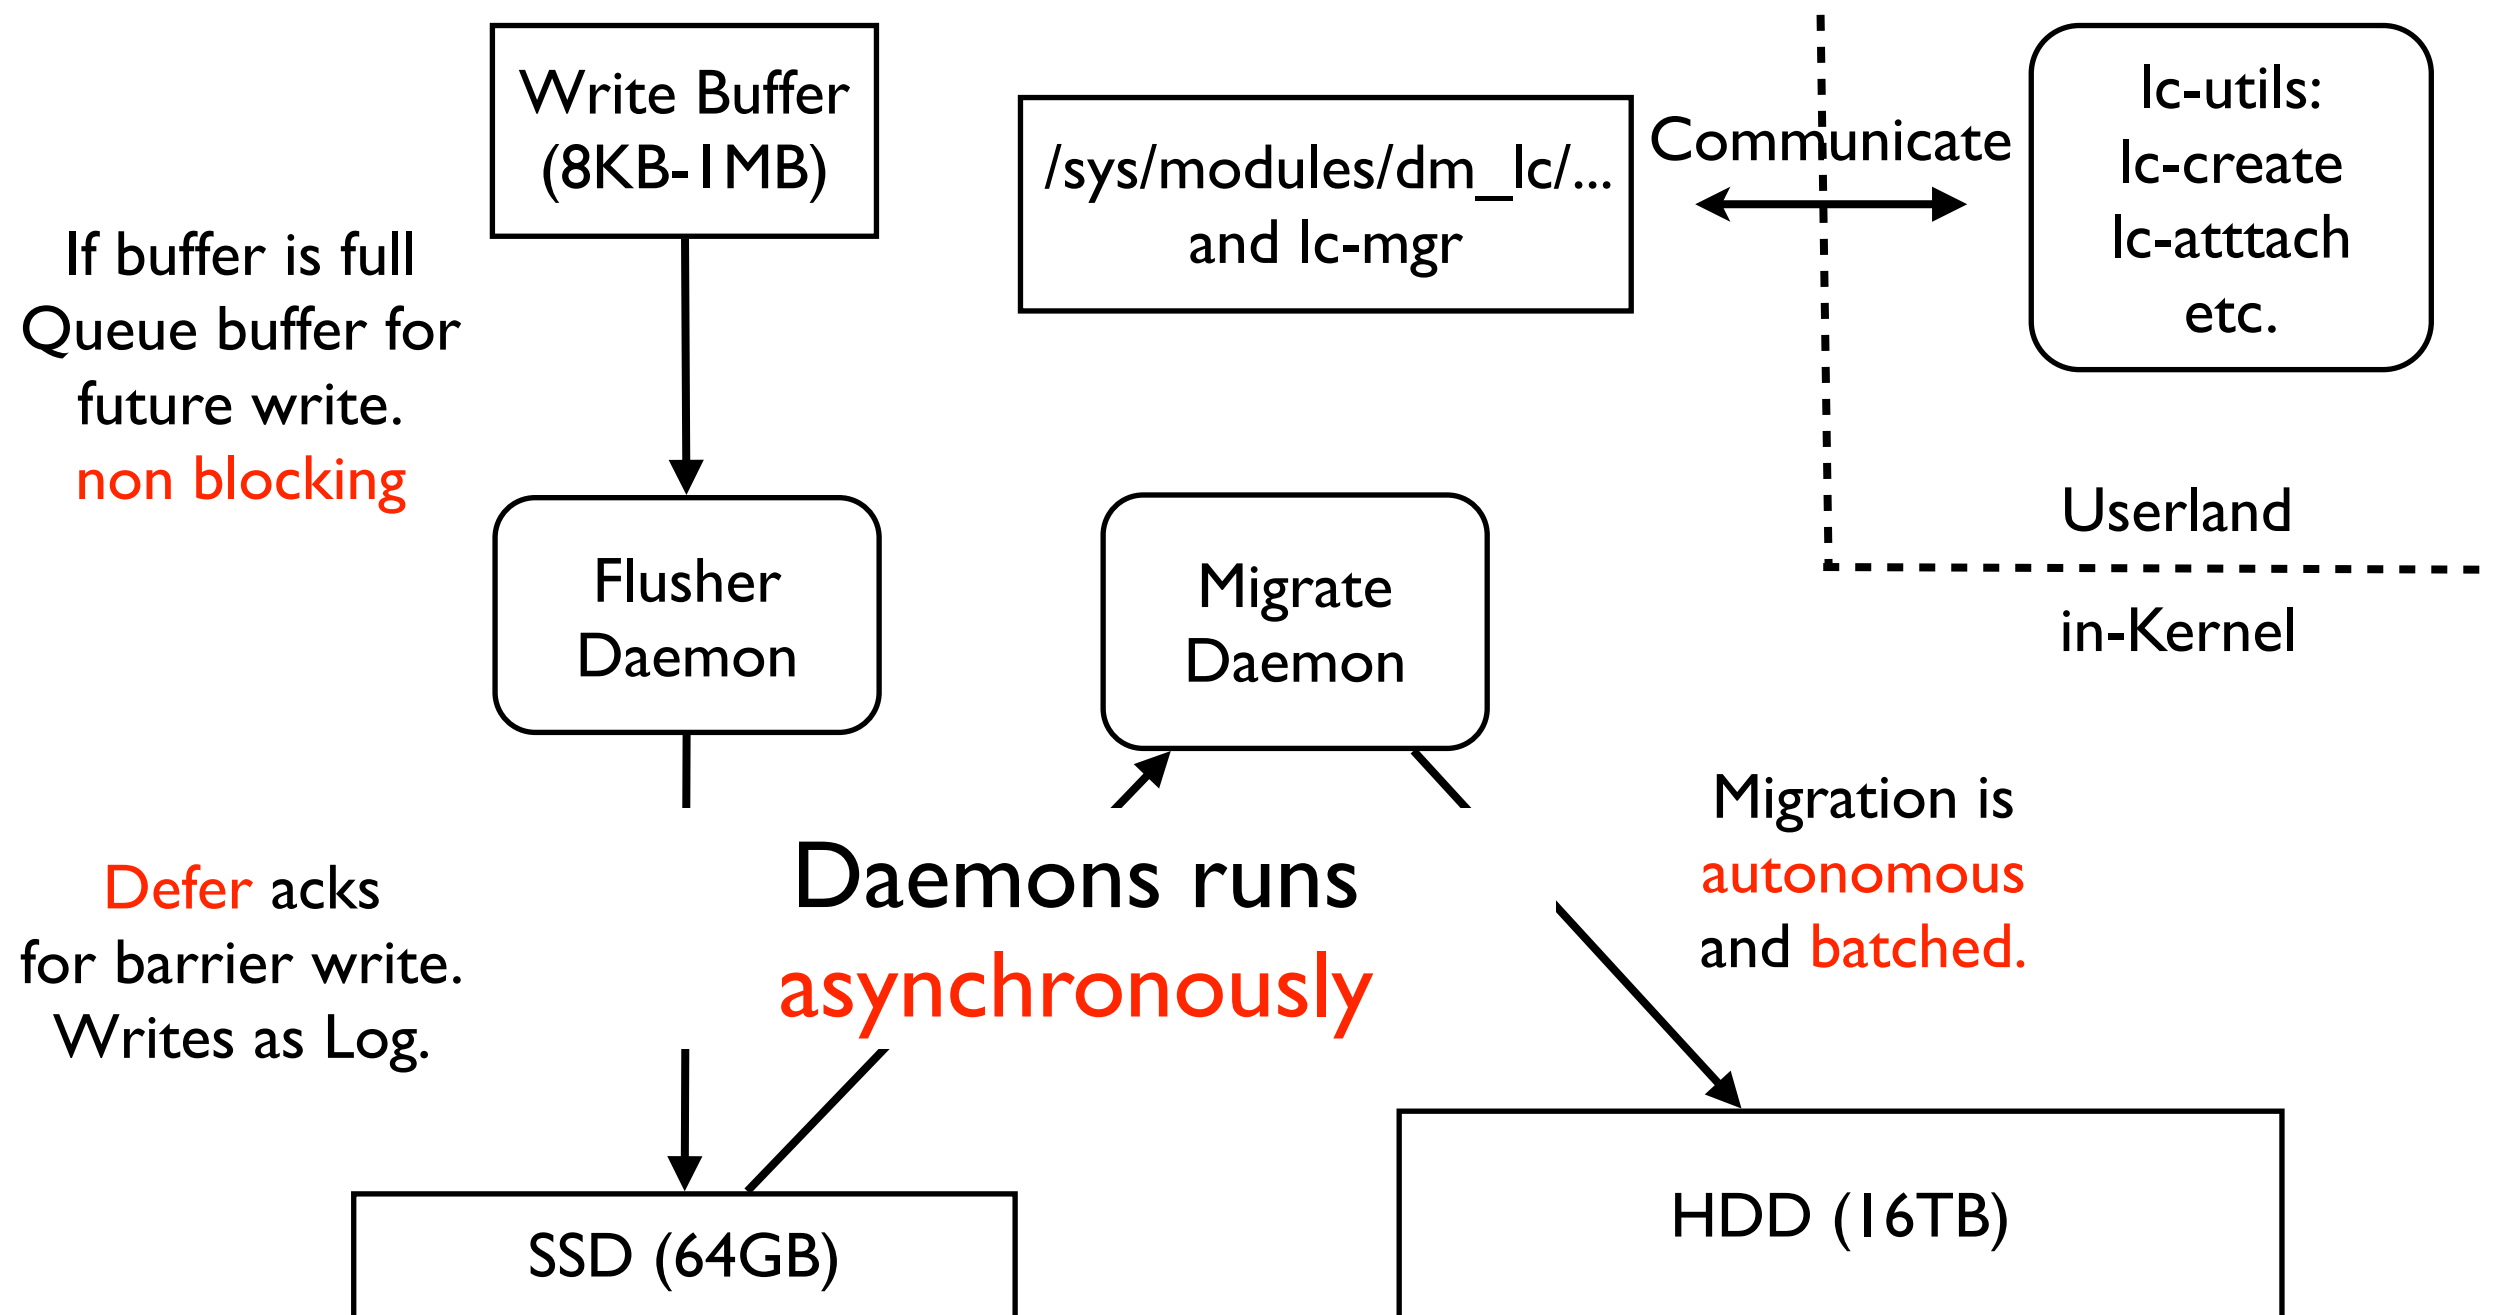 Write Buffer
(8KB-1MB)
/sys/modules/dm_lc/...
and lc-mgr
Communicate
lc-utils:
lc-create
lc-atttach
etc.
If buffer is full
Queue buffer for
future write.
non blocking
Userland
in-Kernel
Flusher
Daemon
Migrate
Daemon
Migration is
autonomous
and batched.
Daemons runs
asynchronously
Defer acks
for barrier write.
Writes as Log.
SSD (64GB)
HDD (16TB)